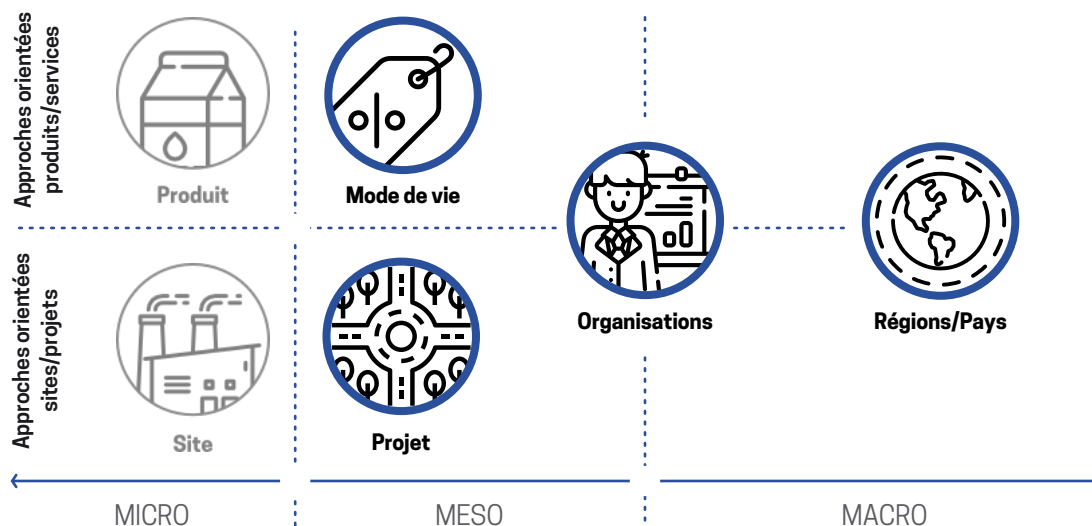 Approches orientées
produits/services
Produit
Mode de vie
Organisations
Régions/Pays
Approches orientées
sites/projets
Site
Projet
MICRO
MESO
MACRO